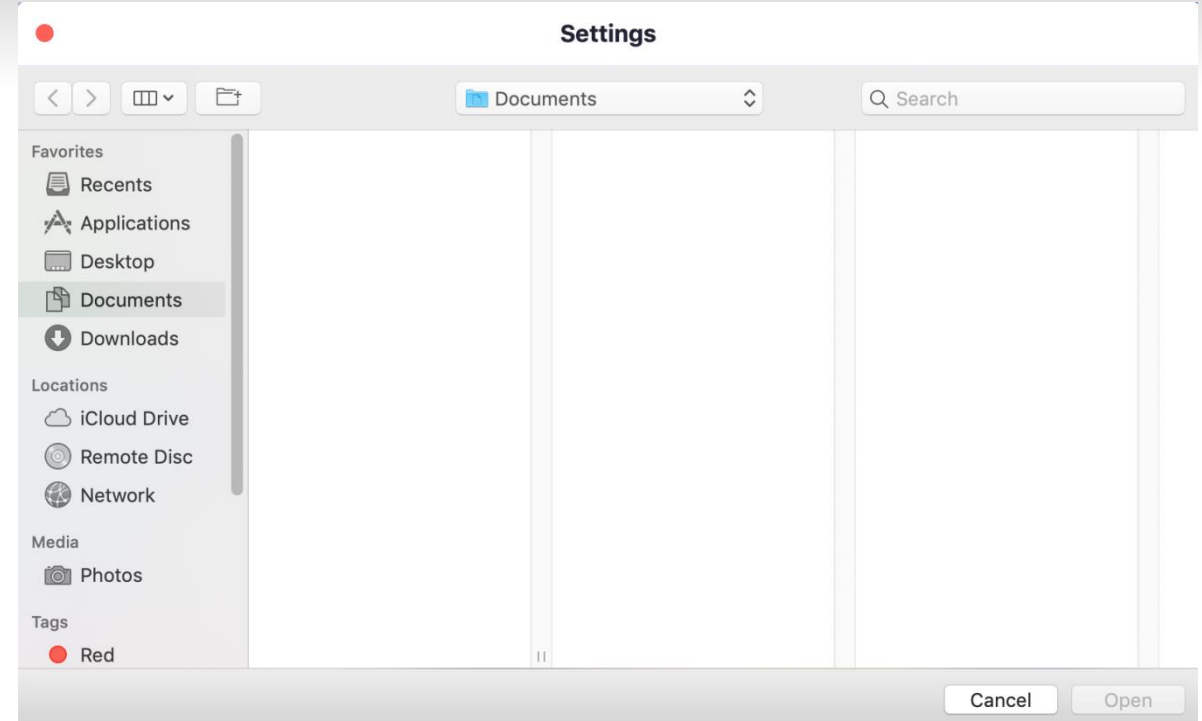 Settings
Documents
Search
Favorites
Recents
Applications
Desktop
Documents
Downloads
Locations
iCloud Drive
Remote Disc
Network
Media
Photos
Tags
Red
Cancel
Open